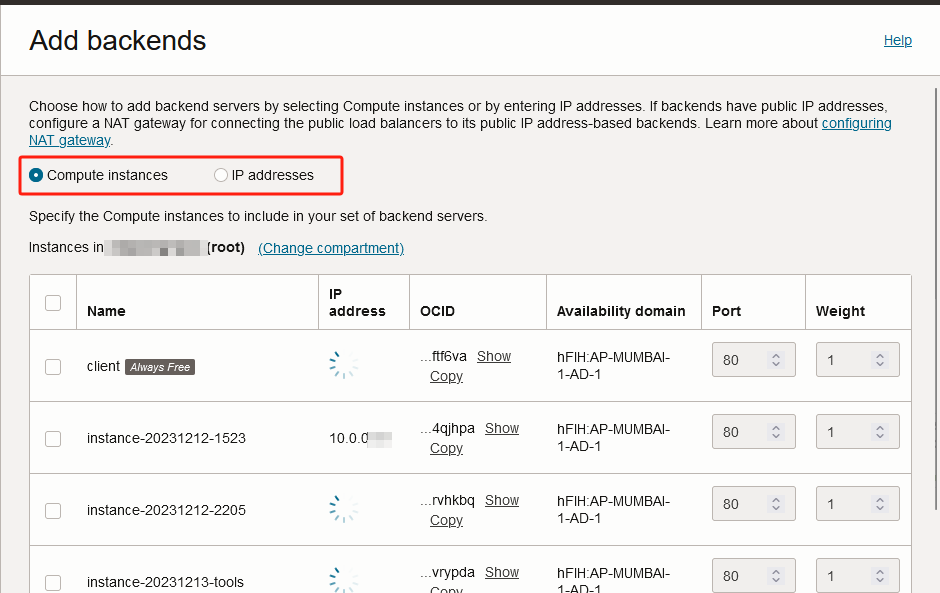 Add backends
Help
Choose how to add backend servers by selecting Compute instances or by entering IP addresses. If backends have public IP addresses,
configure a NAT gateway for connecting the public load balancers to its public IP address-based backends. Learn more about configuring
NAT gateway.
Compute instances IP addresses
Specify the Compute instances to include in your set of backend servers.
Instances in (root) (Change compartment)
Name IP address OCID Availability domain Port Weight
client Always Free ...ftf6va Show Copy hFIH:AP-MUMBAI-1-AD-1 80 1
instance-20231212-1523 10.0.0 ...4qjhpa Show Copy hFIH:AP-MUMBAI-1-AD-1 80 1
instance-20231212-2205 ...rvhkbq Show Copy hFIH:AP-MUMBAI-1-AD-1 80 1
instance-20231213-tools ...vrypda Show Copy hFIH:AP-MUMBAI-1-AD-1 80 1